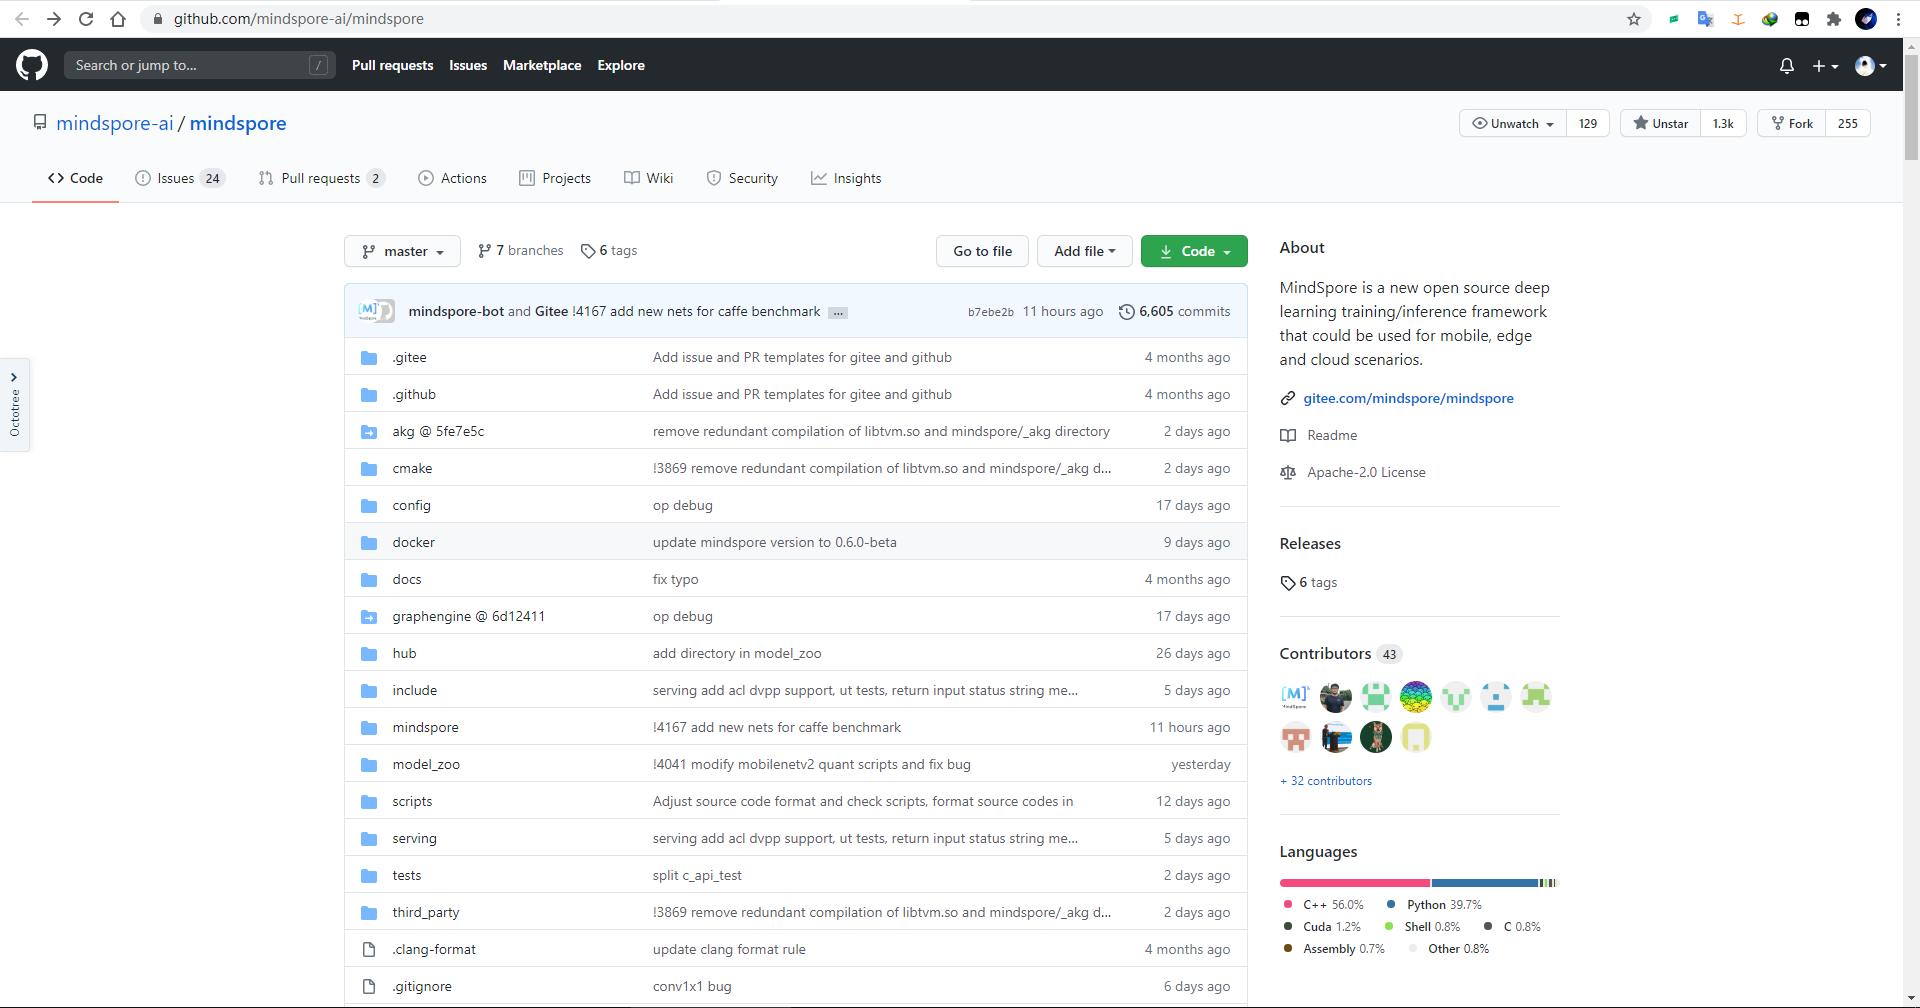 github.com/mindspore-ai/mindspore
Search or jump to... /
Pull requests Issues Marketplace Explore
mindspore-ai / mindspore
Unwatch 129 Unstar 1.3k Fork 255
Code Issues 24 Pull requests 2 Actions Projects Wiki Security Insights
master 7 branches 6 tags Go to file Add file Code
mindspore-bot and Gitee !4167 add new nets for caffe benchmark ... b7ebe2b 11 hours ago 6,605 commits
.gitee Add issue and PR templates for gitee and github 4 months ago
.github Add issue and PR templates for gitee and github 4 months ago
akg @ 5fe7e5c remove redundant compilation of libtvm.so and mindspore/_akg directory 2 days ago
cmake !3869 remove redundant compilation of libtvm.so and mindspore/_akg d... 2 days ago
config op debug 17 days ago
docker update mindspore version to 0.6.0-beta 9 days ago
docs fix typo 4 months ago
graphengine @ 6d12411 op debug 17 days ago
hub add directory in model_zoo 26 days ago
include serving add acl dvpp support, ut tests, return input status string me... 5 days ago
mindspore !4167 add new nets for caffe benchmark 11 hours ago
model_zoo !4041 modify mobilenetv2 quant scripts and fix bug yesterday
scripts Adjust source code format and check scripts, format source codes in 12 days ago
serving serving add acl dvpp support, ut tests, return input status string me... 5 days ago
tests split c_api_test 2 days ago
third_party !3869 remove redundant compilation of libtvm.so and mindspore/_akg d... 2 days ago
.clang-format update clang format rule 4 months ago
.gitignore conv1x1 bug 6 days ago
Octotree
About
MindSpore is a new open source deep
learning training/inference framework
that could be used for mobile, edge
and cloud scenarios.
gitee.com/mindspore/mindspore
Readme
Apache-2.0 License
Releases
6 tags
Contributors 43
[M]
+ 32 contributors
Languages
C++ 56.0% Python 39.7%
Cuda 1.2% Shell 0.8% C 0.8%
Assembly 0.7% Other 0.8%